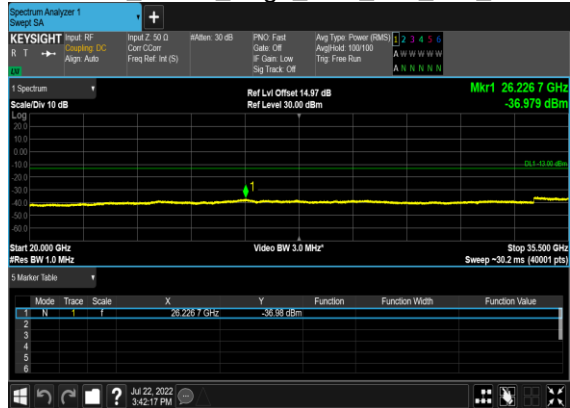 Spectrum Analyzer 1
Swept SA
+
KEYSIGHT Input: RF Input Z: 50 Ω #Atten: 30 dB PNO: Fast Avg Type: Power (RMS) 1 2 3 4 5 6
R T Coupling: DC Corr CCorr Gate: Off Avg|Hold: 100/100 A W W W W W
Align: Auto Freq Ref: Int (S) IF Gain: Low Trig: Free Run
Sig Track: Off A N N N N N
1 Spectrum Ref Lvl Offset 14.97 dB Mkr1 26.226 7 GHz
Scale/Div 10 dB Ref Level 30.00 dBm -36.979 dBm
Log
20.0
10.0
0.00
-10.0
DL1 -13.00 dBm
-20.0
-30.0
1
-40.0
-50.0
-60.0
Start 20.000 GHz Video BW 3.0 MHz* Stop 35.500 GHz
#Res BW 1.0 MHz Sweep ~30.2 ms (40001 pts)
5 Marker Table
Mode Trace Scale X Y Function Function Width Function Value
1 N 1 f 26.226 7 GHz -36.98 dBm
2
3
4
5
6
? Jul 22, 2022
3:42:17 PM